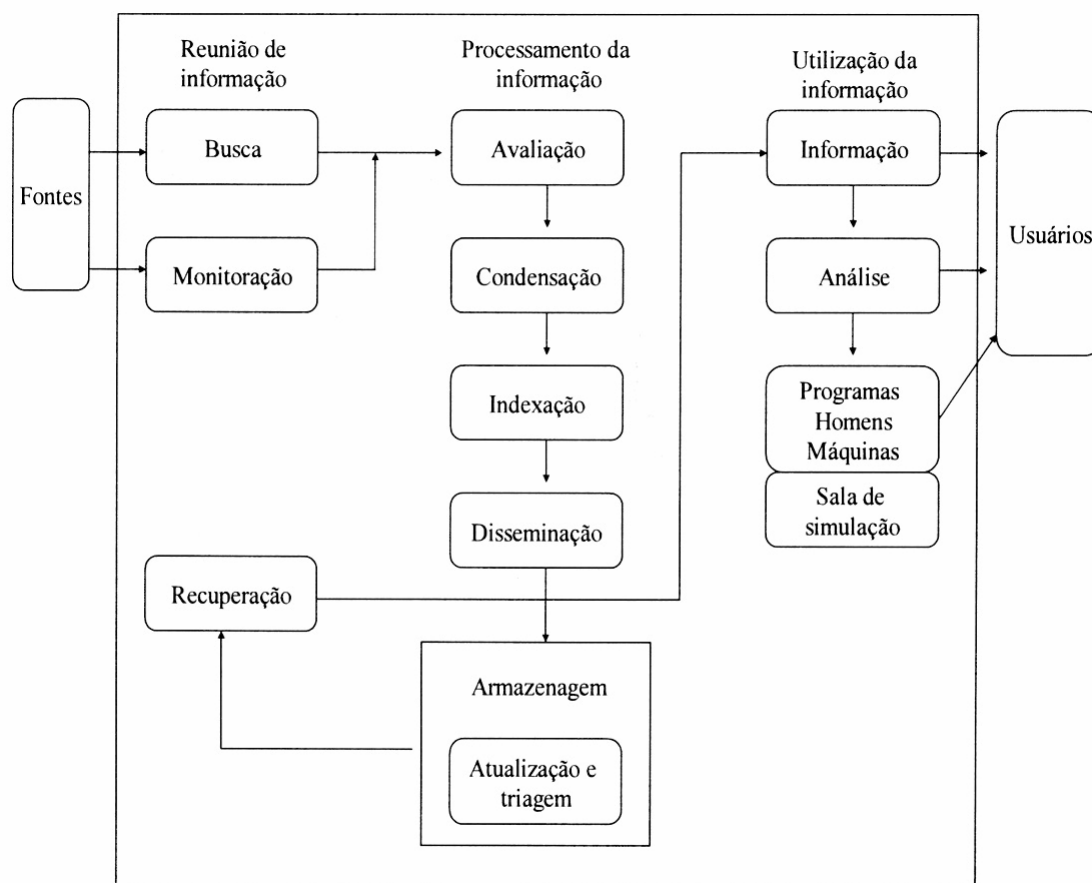 Reunião de
informação
Processamento da
informação
Utilização da
informação
Fontes
Busca
Avaliação
Informação
Usuários
Monitoração
Condensação
Análise
Indexação
Programas
Homens
Máquinas
Disseminação
Sala de
simulação
Recuperação
Armazenagem
Atualização e
triagem